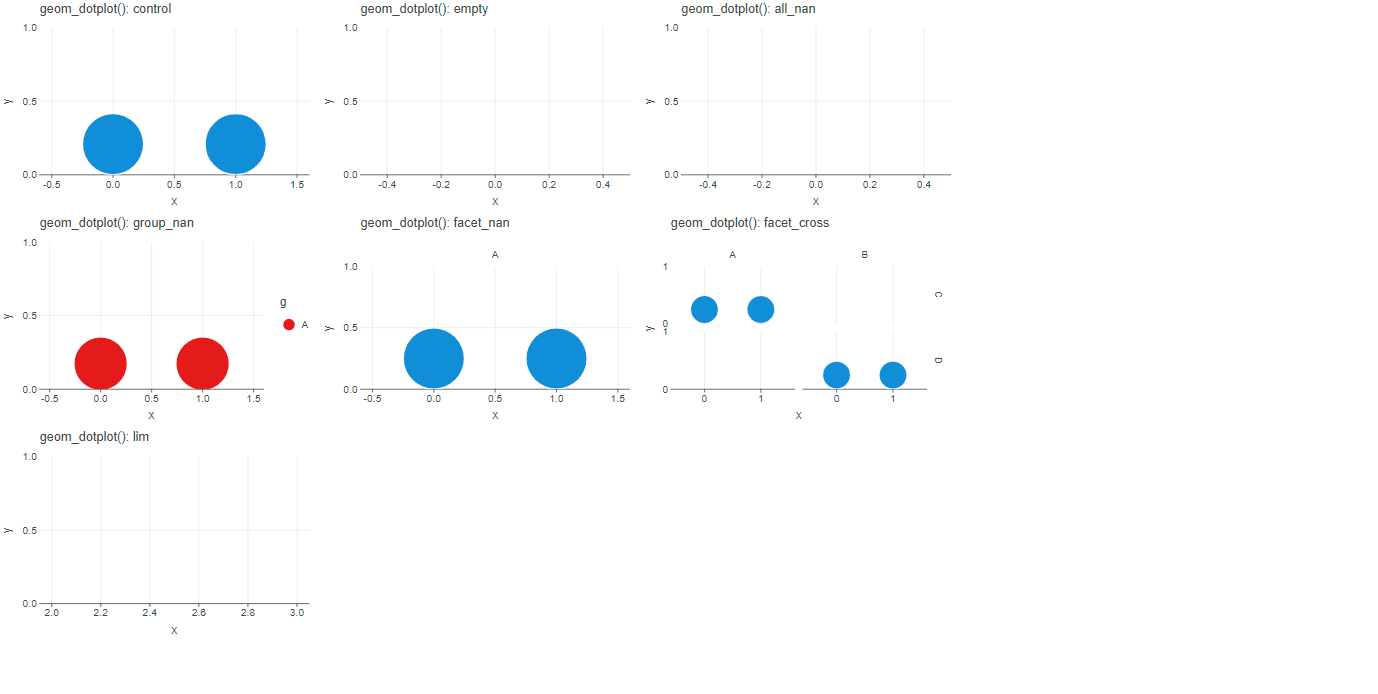 geom_dotplot(): control
1.0
0.5
0.0
y
-0.5 0.0 0.5 1.0 1.5
x
geom_dotplot(): empty
1.0
0.5
0.0
y
-0.4 -0.2 0.0 0.2 0.4
x
geom_dotplot(): all_nan
1.0
0.5
0.0
y
-0.4 -0.2 0.0 0.2 0.4
x
geom_dotplot(): group_nan
1.0
0.5
0.0
y
-0.5 0.0 0.5 1.0 1.5
x
g
A
geom_dotplot(): facet_nan
A
1.0
0.5
0.0
y
-0.5 0.0 0.5 1.0 1.5
x
geom_dotplot(): facet_cross
A B
1
0
C
1
0
D
y
0 1 0 1
x
geom_dotplot(): lim
1.0
0.5
0.0
y
2.0 2.2 2.4 2.6 2.8 3.0
x